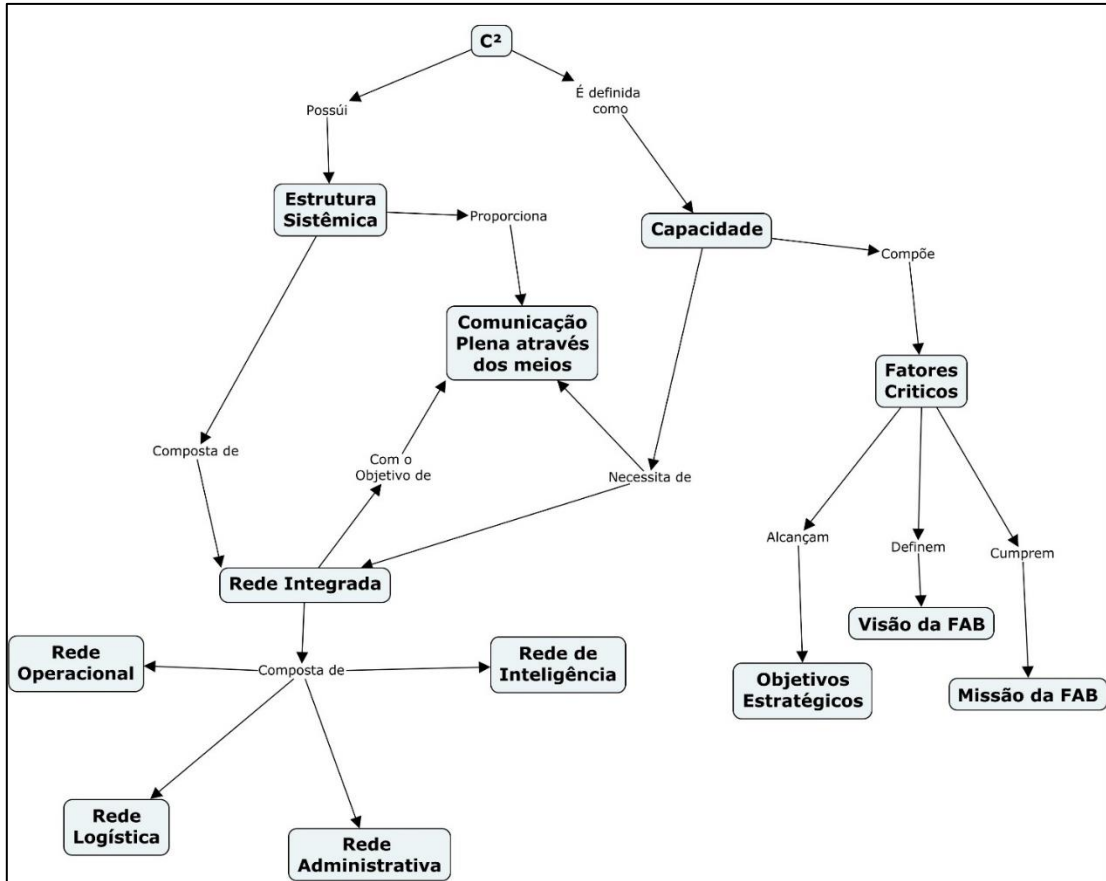 C²
Possúi
É definida
como
Estrutura
Sistêmica
Proporciona
Capacidade
Compõe
Comunicação
Plena através
dos meios
Fatores
Criticos
Composta de
Com o
Objetivo de
Necessita de
Alcançam
Definem
Cumprem
Rede Integrada
Visão da FAB
Rede
Operacional
Composta de
Rede de
Inteligência
Objetivos
Estratégicos
Missão da FAB
Rede
Logística
Rede
Administrativa